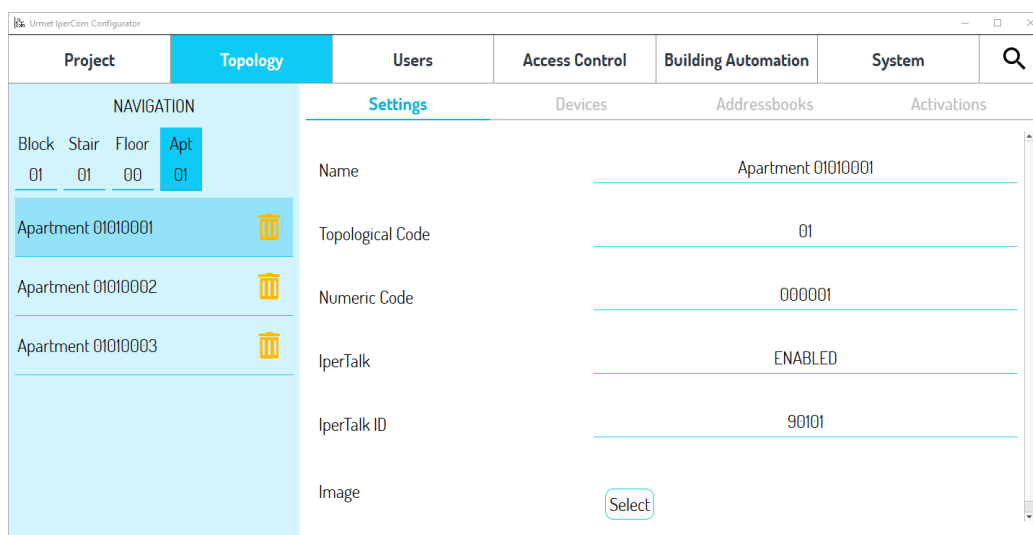 Urmet IperCom Configurator
Project Topology Users Access Control Building Automation System
NAVIGATION
Block Stair Floor Apt
01 01 00 01
Apartment 01010001
Apartment 01010002
Apartment 01010003
Settings Devices Addressbooks Activations
Name Apartment 01010001
Topological Code 01
Numeric Code 000001
IperTalk ENABLED
IperTalk ID 90101
Image Select